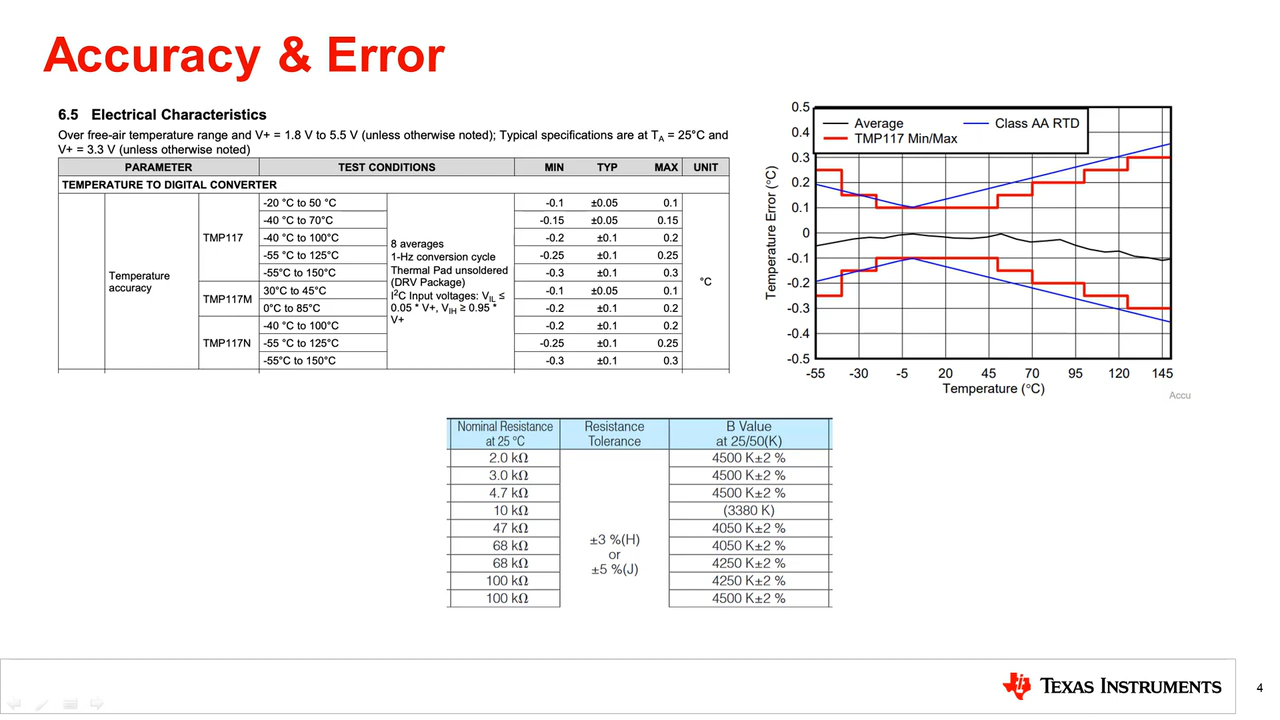 Accuracy & Error
6.5 Electrical Characteristics
Over free-air temperature range and V+ = 1.8 V to 5.5 V (unless otherwise noted); Typical specifications are at TA = 25°C and
V+ = 3.3 V (unless otherwise noted)
PARAMETER TEST CONDITIONS MIN TYP MAX UNIT
TEMPERATURE TO DIGITAL CONVERTER
Temperature
accuracy
TMP117
-20 °C to 50 °C -0.1 ±0.05 0.1
-40 °C to 70°C -0.15 ±0.05 0.15
-40 °C to 100°C -0.2 ±0.1 0.2
-55 °C to 125°C -0.25 ±0.1 0.25
-55°C to 150°C -0.3 ±0.1 0.3
TMP117M
30°C to 45°C -0.1 ±0.05 0.1
0°C to 85°C -0.2 ±0.1 0.2
TMP117N
-40 °C to 100°C -0.2 ±0.1 0.2
-55 °C to 125°C -0.25 ±0.1 0.25
-55°C to 150°C -0.3 ±0.1 0.3
8 averages
1-Hz conversion cycle
Thermal Pad unsoldered
(DRV Package)
I2C Input voltages: VIL ≤
0.05 * V+, VIH ≥ 0.95 *
V+
°C
Average Class AA RTD
TMP117 Min/Max
Temperature Error (°C)
0.5
0.4
0.3
0.2
0.1
0
-0.1
-0.2
-0.3
-0.4
-0.5
-55 -30 -5 20 45 70 95 120 145
Temperature (°C)
Accu
Nominal Resistance
at 25 °C
Resistance
Tolerance
B Value
at 25/50(K)
2.0 kΩ 4500 K±2 %
3.0 kΩ 4500 K±2 %
4.7 kΩ 4500 K±2 %
10 kΩ (3380 K)
47 kΩ 4050 K±2 %
68 kΩ 4050 K±2 %
68 kΩ 4250 K±2 %
100 kΩ 4250 K±2 %
100 kΩ 4500 K±2 %
±3 %(H)
or
±5 %(J)
TEXAS INSTRUMENTS
4